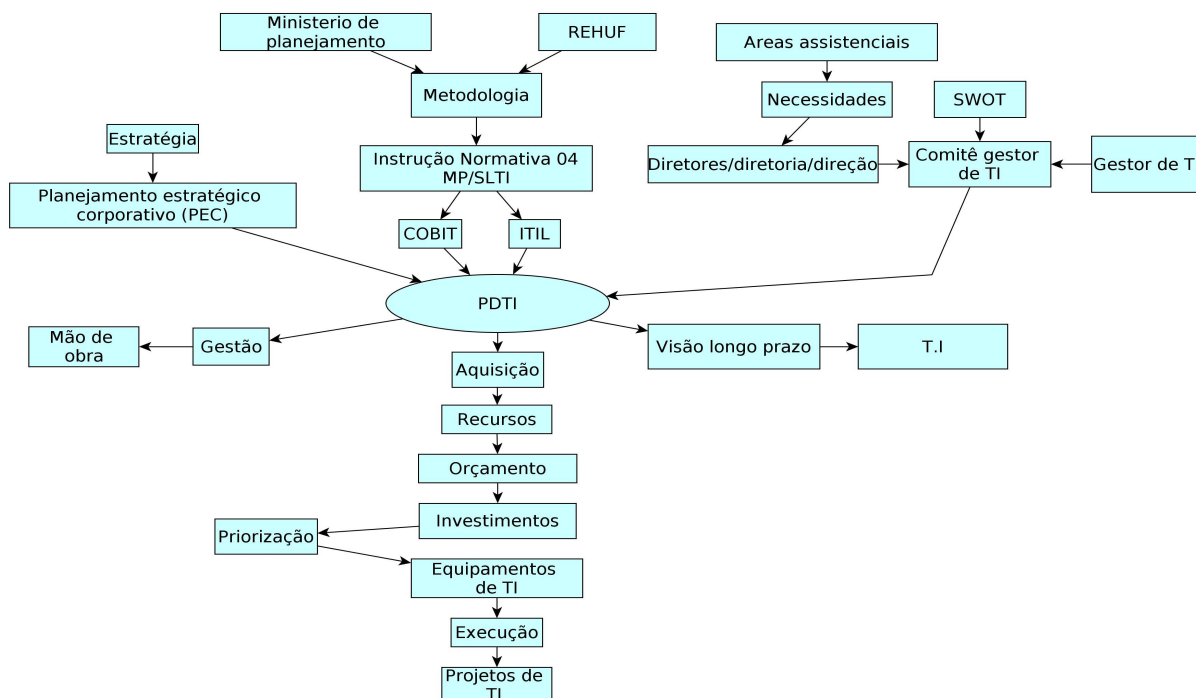 Ministerio de
planejamento
REHUF
Areas assistenciais
Metodologia
Necessidades
SWOT
Estratégia
Instrução Normativa 04
MP/SLTI
Diretores/diretoria/direção
Comitê gestor
de TI
Gestor de T
Planejamento estratégico
corporativo (PEC)
COBIT
ITIL
PDTI
Mão de
obra
Gestão
Visão longo prazo
T.I
Aquisição
Recursos
Orçamento
Investimentos
Priorização
Equipamentos
de TI
Execução
Projetos de
TI